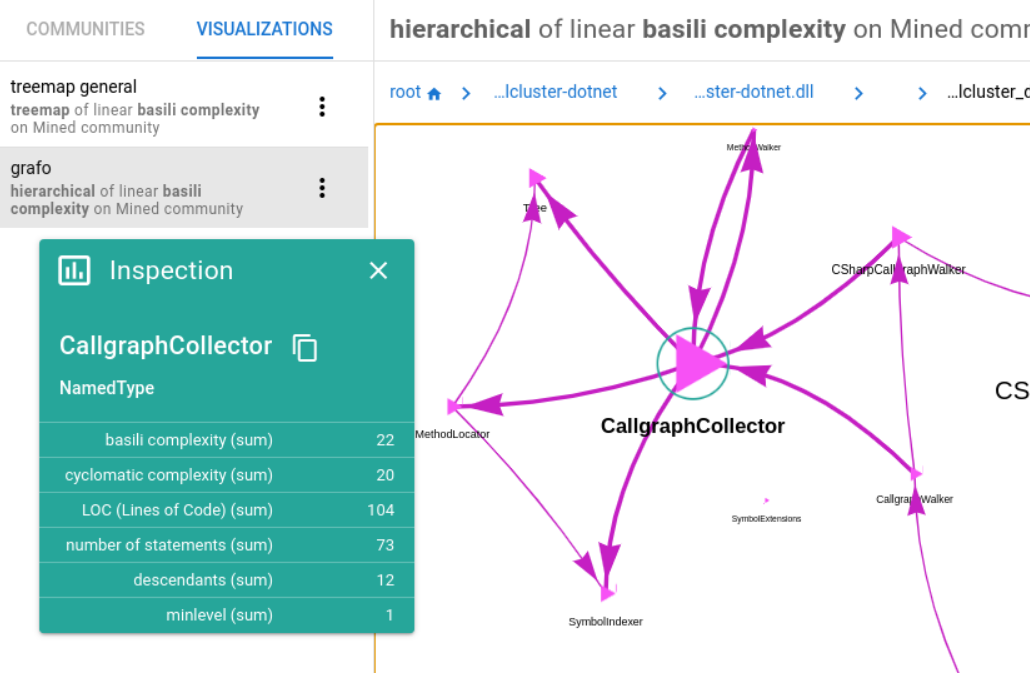 COMMUNITIES
VISUALIZATIONS
hierarchical of linear basili complexity on Mined comm
treemap general
treemap of linear basili complexity
on Mined community
grafo
hierarchical of linear basili
complexity on Mined community
root
...lcluster-dotnet
...ster-dotnet.dll
...lcluster_d
Inspection
CallgraphCollector
NamedType
basili complexity (sum) 22
cyclomatic complexity (sum) 20
LOC (Lines of Code) (sum) 104
number of statements (sum) 73
descendants (sum) 12
minlevel (sum) 1
MethodWalker
Tree
CSharpCallgraphWalker
CS
MethodLocator
CallgraphCollector
CallgraphWalker
SymbolExtensions
SymbolIndexer